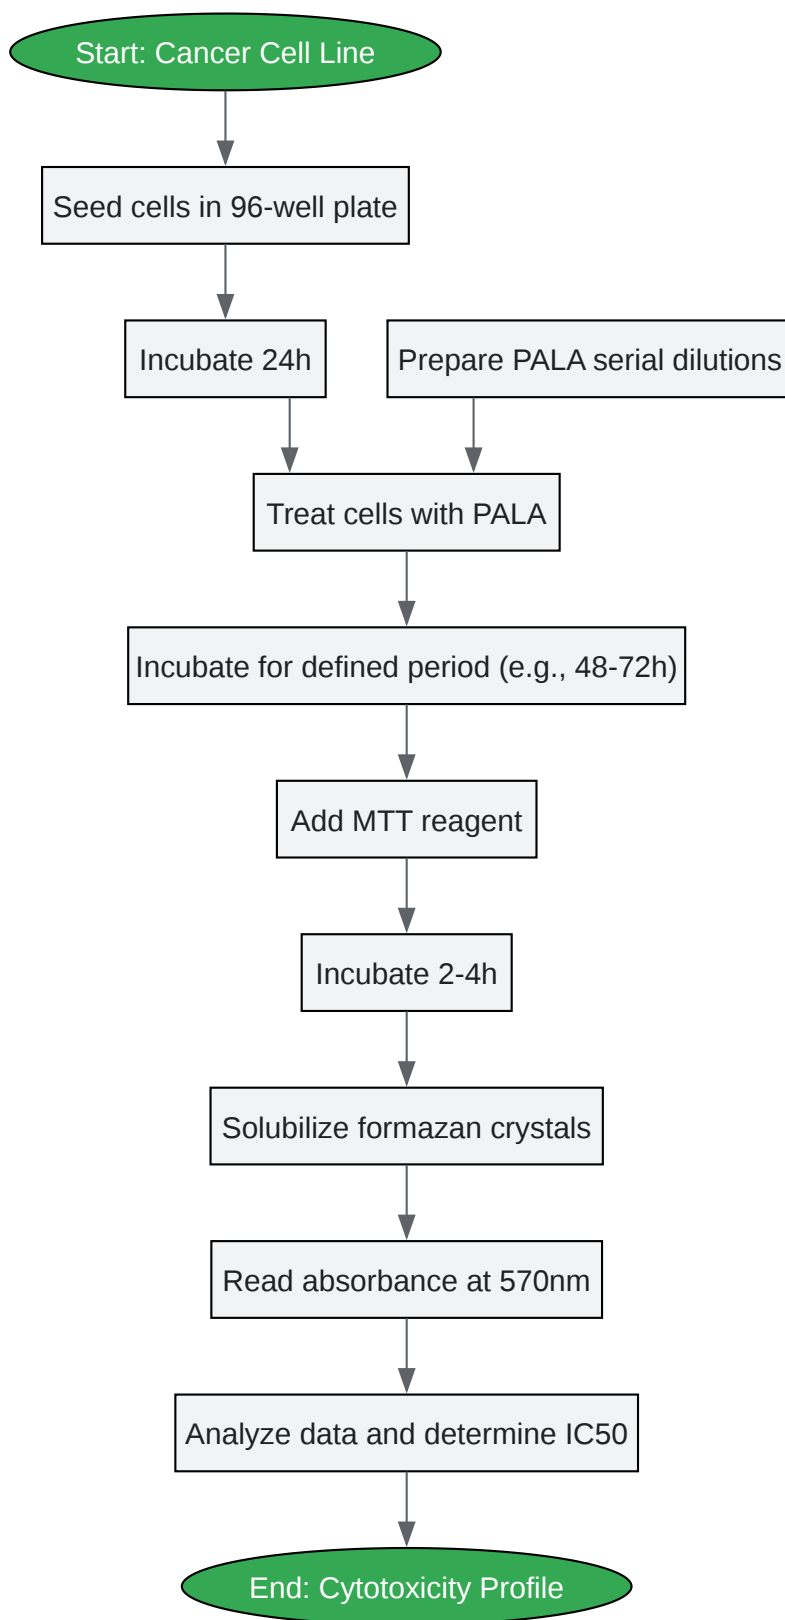 Start: Cancer Cell Line
Seed cells in 96-well plate
Incubate 24h
Prepare PALA serial dilutions
Treat cells with PALA
Incubate for defined period (e.g., 48-72h)
Add MTT reagent
Incubate 2-4h
Solubilize formazan crystals
Read absorbance at 570nm
Analyze data and determine IC50
End: Cytotoxicity Profile